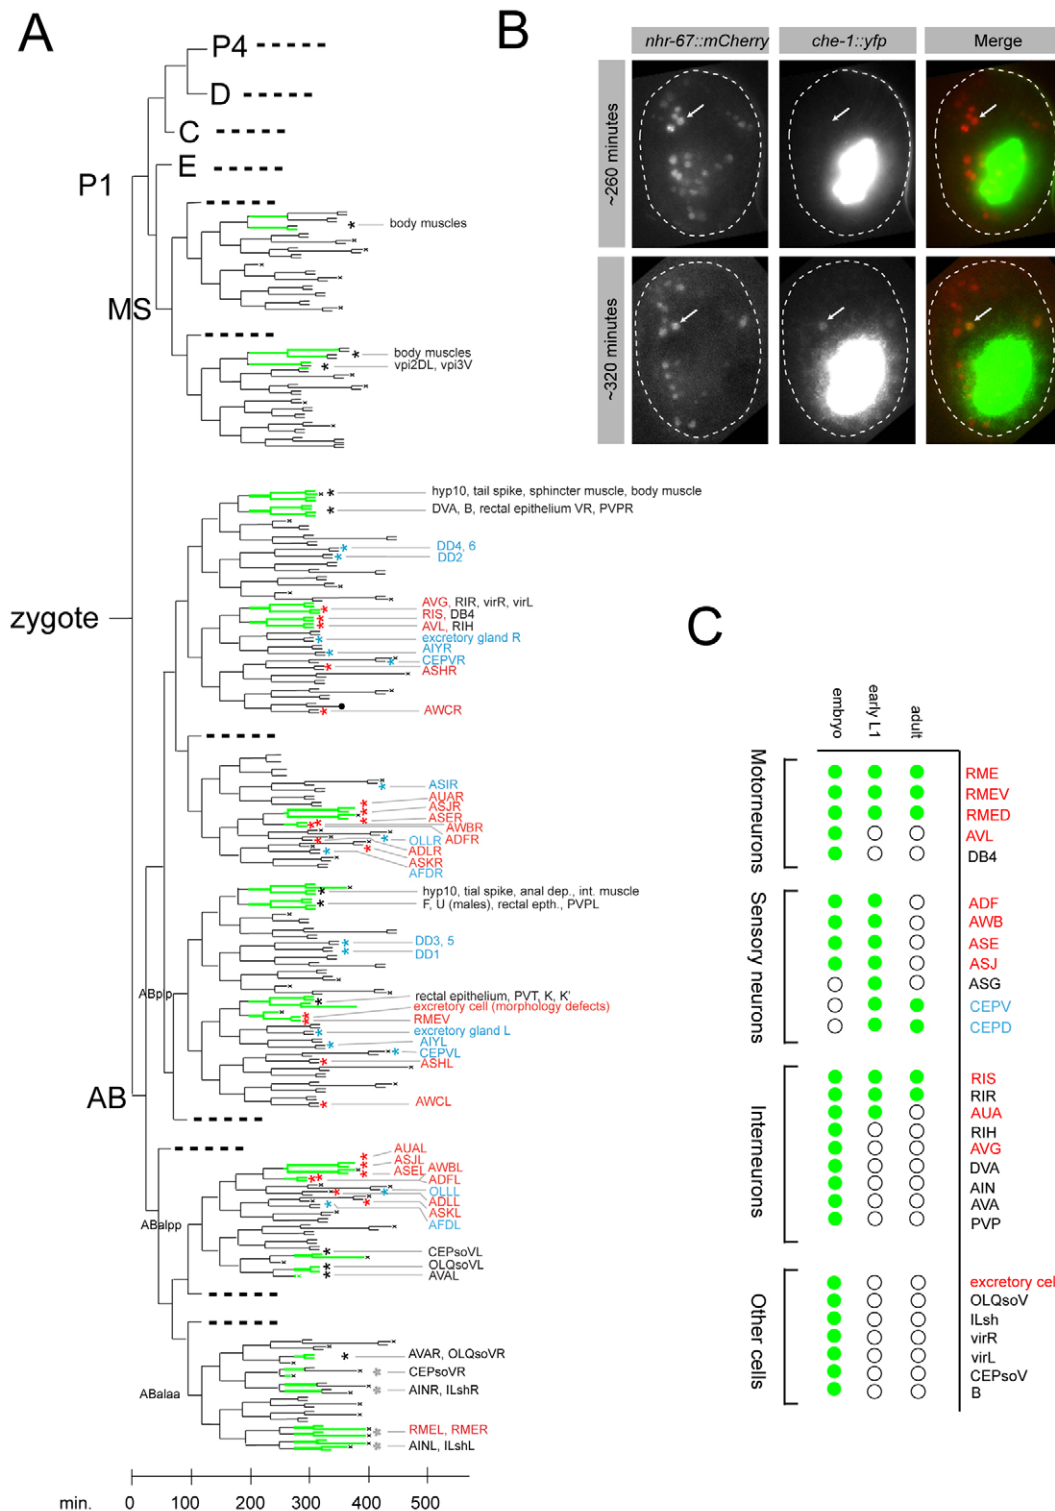 A
P4
D
C
E
P1
body muscles
MS
body muscles
vpi2DL, vpi3V
hyp10, tail spike, sphincter muscle, body muscle
DVA, B, rectal epithelium VR, PVPR
DD4, 6
DD2
AVG, RIR, virR, virL
RIS, DB4
zygote
AVL, RIH
excretory gland R
AIYR
CEPVR
ASHR
AWCR
ASIR
AUAR
ASJR
ASER
AWBR
OLLR ADFR
ADLR
ASKR
AFDR
hyp10, tial spike, anal dep., int. muscle
F, U (males), rectal epth., PVPL
DD3, 5
DD1
ABplp
rectal epithelium, PVT, K, K'
excretory cell (morphology defects)
RMEV
excretory gland L
AIYL
CEPVL
ASHL
AB
AWCL
AUAL
ASJL
ASEL AWBL
ADFL
OLLL
ADLL
ASKL
ABalpp
AFDL
CEPsoVL
OLQsoVL
AVAL
AVAR, OLQsoVR
CEPsoVR
ABalaa
AINR, ILshR
RMEL, RMER
AINL, ILshL
min. 0 100 200 300 400 500
B
nhr-67::mCherry che-1::yfp Merge
~260 minutes
~320 minutes
C
embryo early L1 adult
Motorneurons
RME
RMEV
RMED
AVL
DB4
Sensory neurons
ADF
AWB
ASE
ASJ
ASG
CEPV
CEPD
Interneurons
RIS
RIR
AUA
RIH
AVG
DVA
AIN
AVA
PVP
Other cells
excretory cel
OLQsoV
ILsh
virR
virL
CEPsoV
B